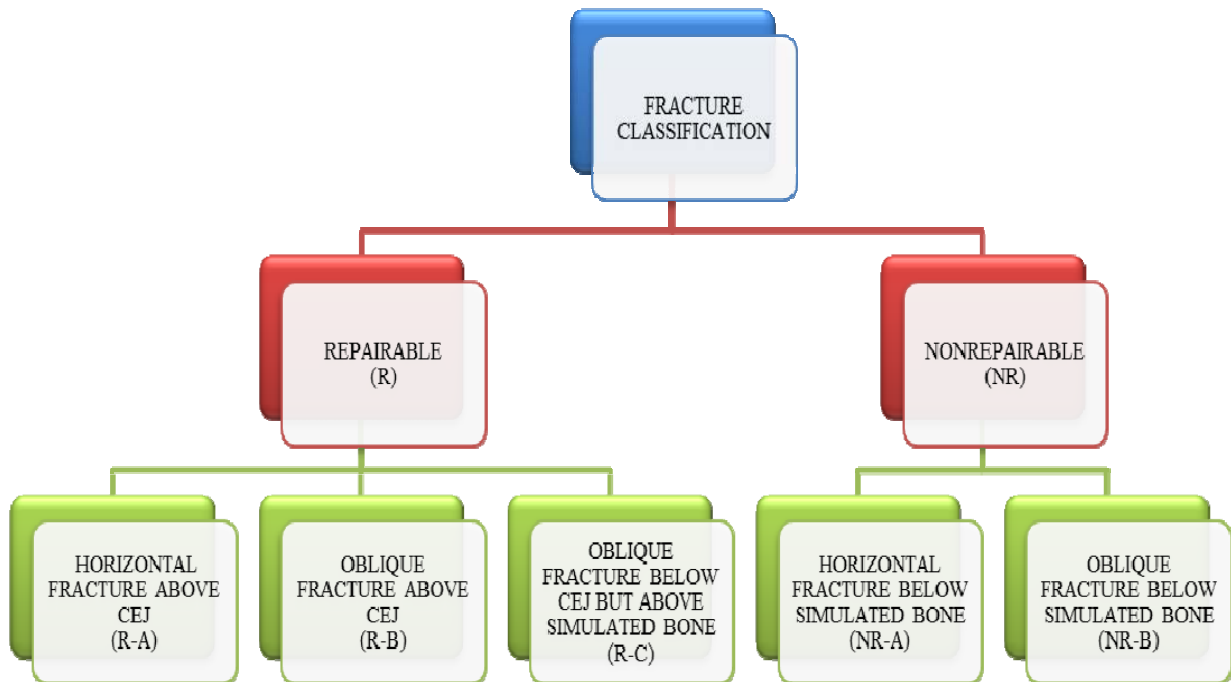 FRACTURE
CLASSIFICATION
REPAIRABLE
(R)
NONREPAIRABLE
(NR)
HORIZONTAL
FRACTURE ABOVE
CEJ
(R-A)
OBLIQUE
FRACTURE ABOVE
CEJ
(R-B)
OBLIQUE
FRACTURE BELOW
CEJ BUT ABOVE
SIMULATED BONE
(R-C)
HORIZONTAL
FRACTURE BELOW
SIMULATED BONE
(NR-A)
OBLIQUE
FRACTURE BELOW
SIMULATED BONE
(NR-B)